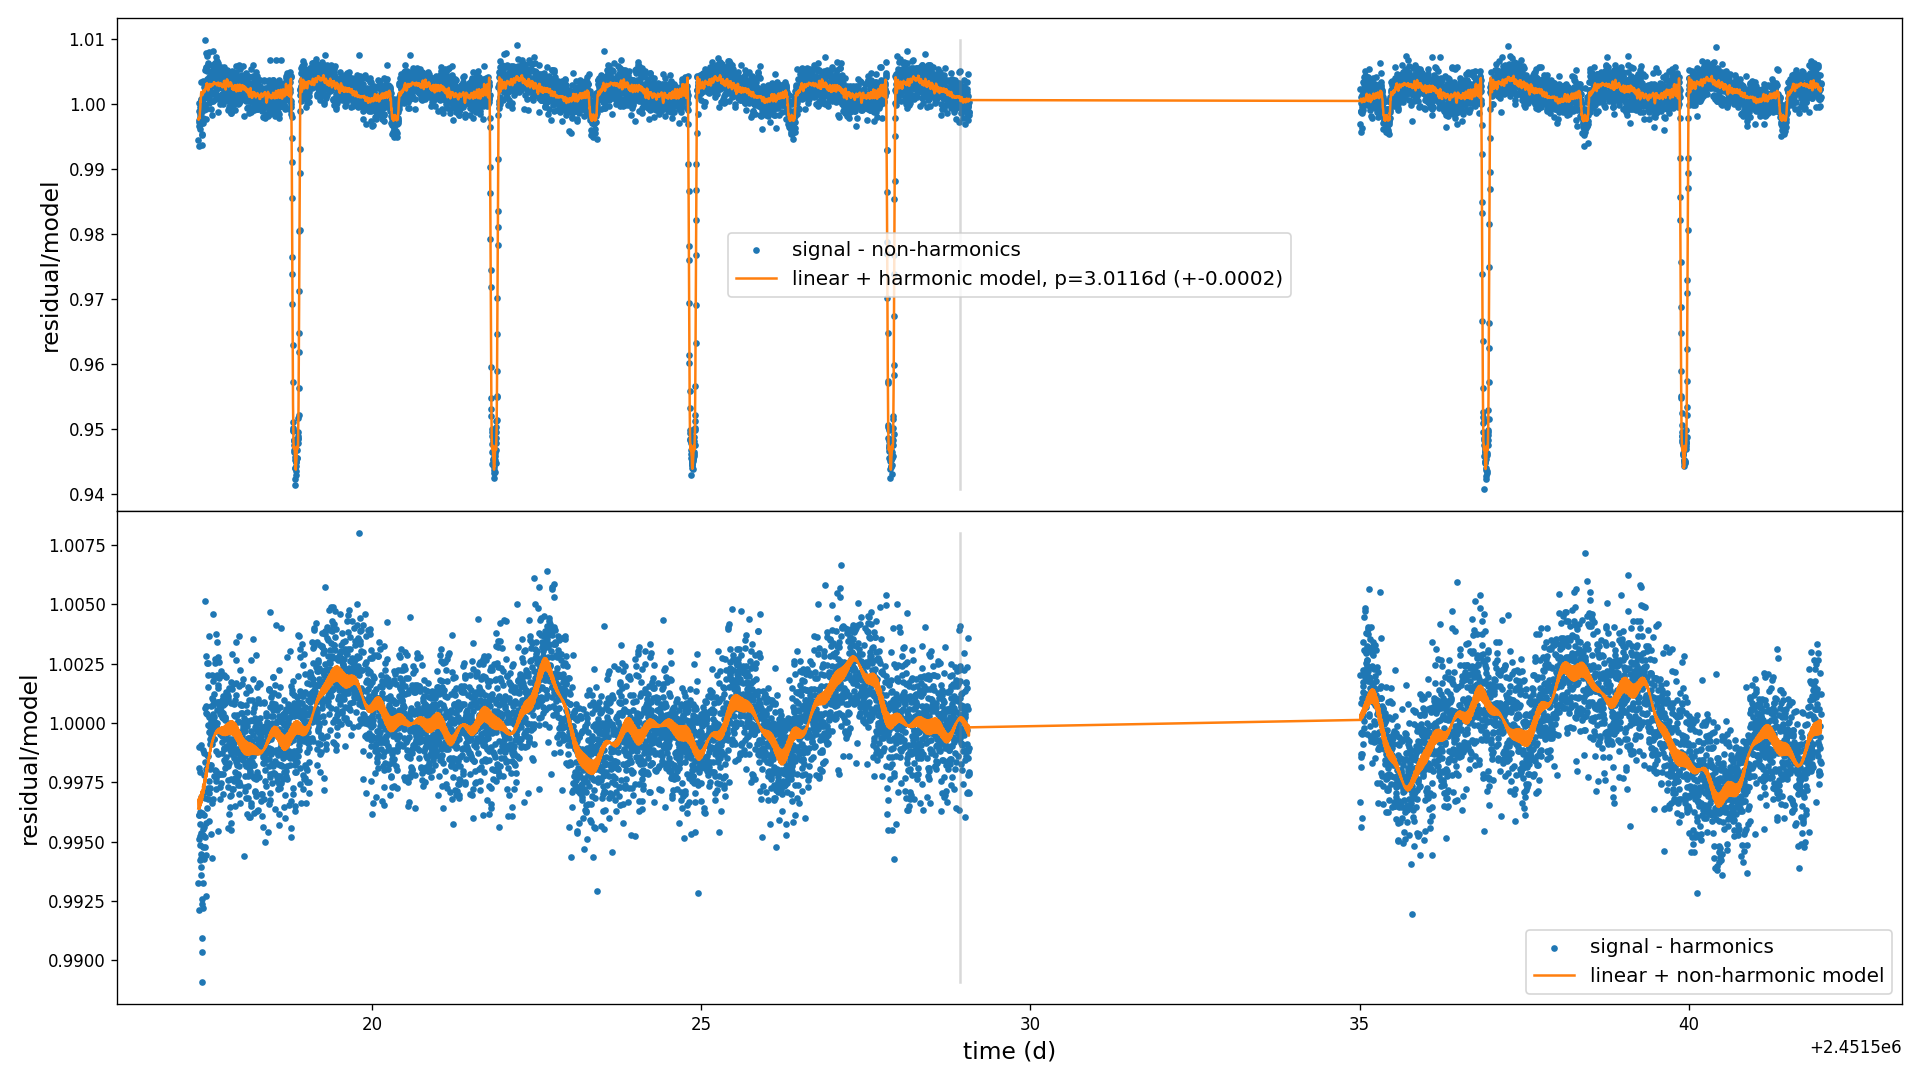 1.01
1.00
0.99
0.98
0.97
0.96
0.95
0.94
residual/model
signal - non-harmonics
linear + harmonic model, p=3.0116d (+-0.0002)
1.0075
1.0050
1.0025
1.0000
0.9975
0.9950
0.9925
0.9900
residual/model
signal - harmonics
linear + non-harmonic model
20
25
30
35
40
time (d)
+2.4515e6